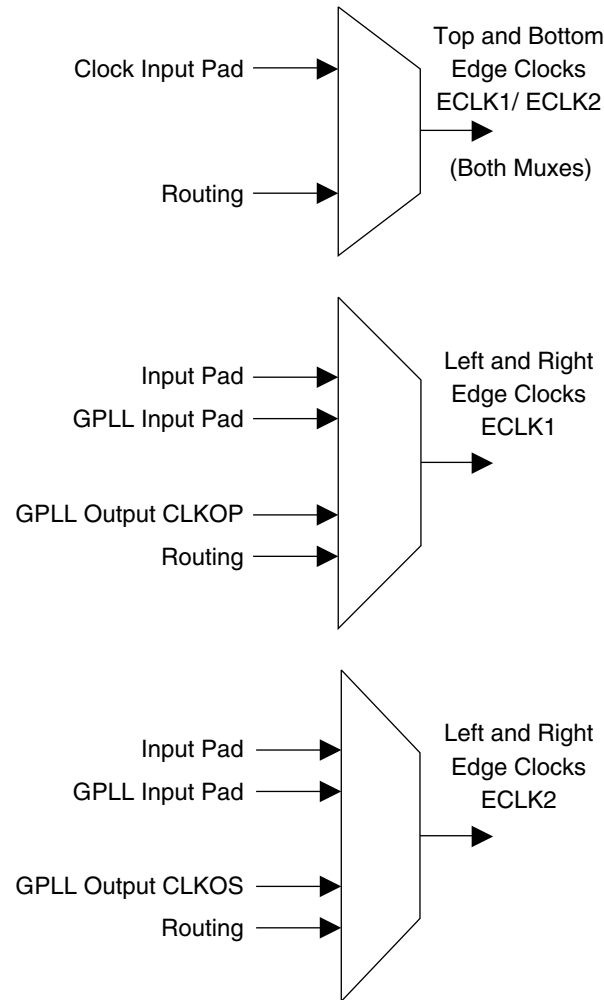 Clock Input Pad
Routing
Top and Bottom
Edge Clocks
ECLK1/ ECLK2
(Both Muxes)
Input Pad
GPLL Input Pad
GPLL Output CLKOP
Routing
Left and Right
Edge Clocks
ECLK1
Input Pad
GPLL Input Pad
GPLL Output CLKOS
Routing
Left and Right
Edge Clocks
ECLK2